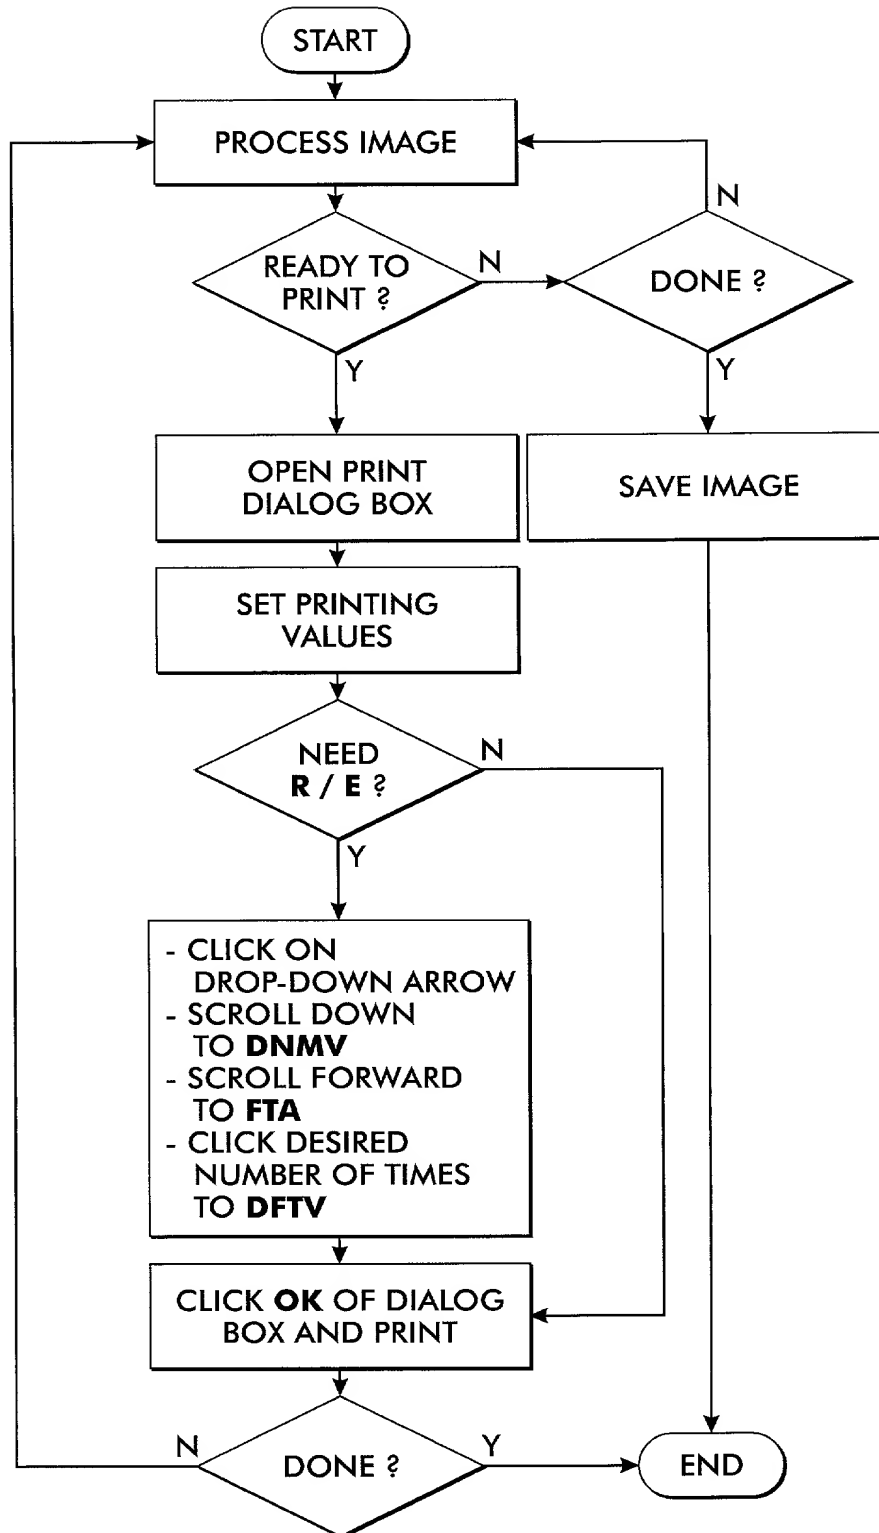 START
PROCESS IMAGE
N
READY TO
PRINT ?
N
DONE ?
Y
Y
OPEN PRINT
DIALOG BOX
SAVE IMAGE
SET PRINTING
VALUES
NEED
R / E ?
N
Y
- CLICK ON
DROP-DOWN ARROW
- SCROLL DOWN
TO DNMV
- SCROLL FORWARD
TO FTA
- CLICK DESIRED
NUMBER OF TIMES
TO DFTV
CLICK OK OF DIALOG
BOX AND PRINT
N
DONE ?
Y
END